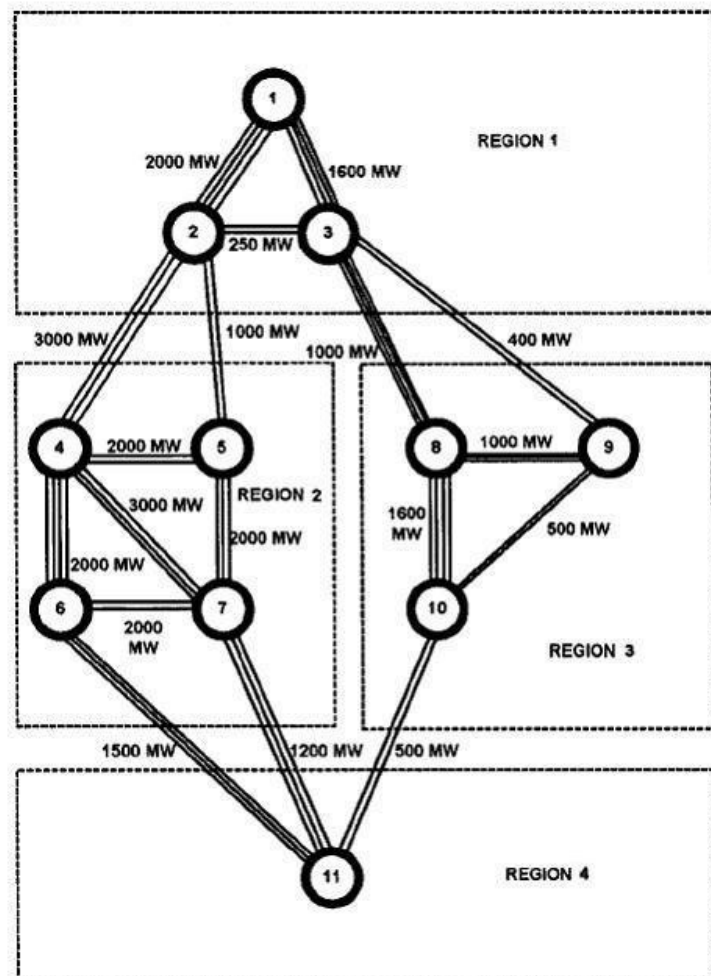 1
REGION 1
2000 MW
1600 MW
2
3
250 MW
3000 MW
1000 MW
1000 MW
400 MW
4
2000 MW
5
8
1000 MW
9
3000 MW
REGION 2
1600
MW
500 MW
2000 MW
2000 MW
6
7
10
2000
MW
REGION 3
1500 MW
1200 MW
500 MW
11
REGION 4